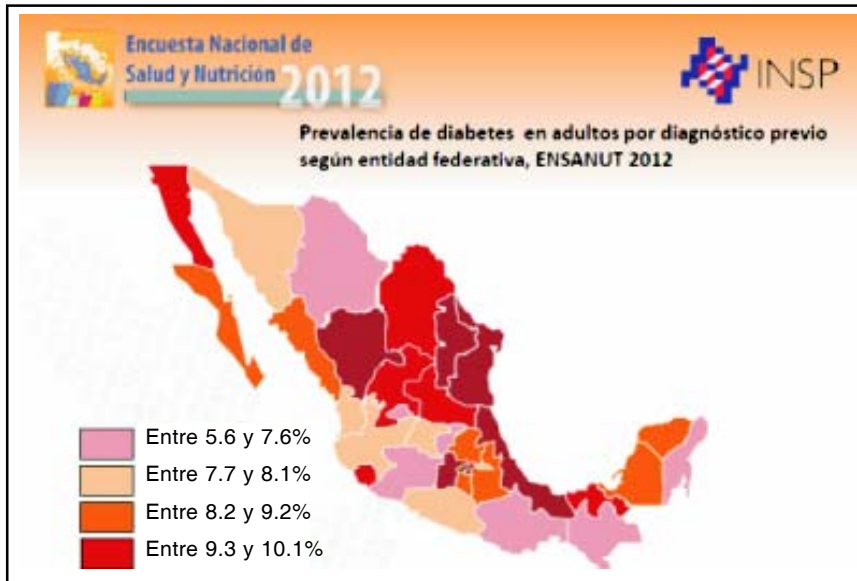 Encuesta Nacional de
Salud y Nutrición 2012
INSP
Prevalencia de diabetes en adultos por diagnóstico previo
según entidad federativa, ENSANUT 2012
Entre 5.6 y 7.6%
Entre 7.7 y 8.1%
Entre 8.2 y 9.2%
Entre 9.3 y 10.1%